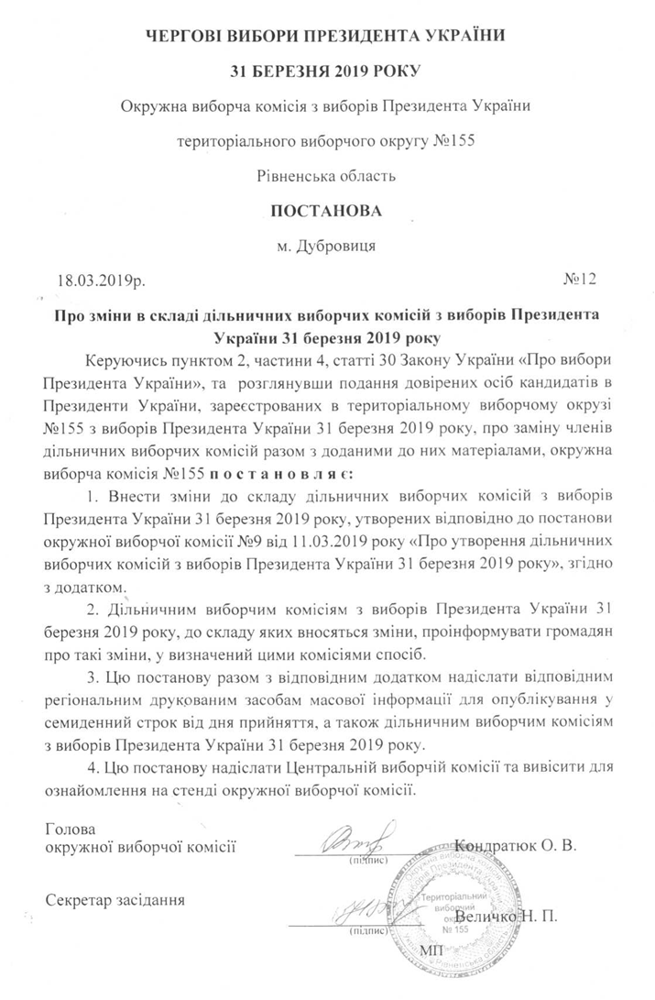 ЧЕРГОВІ ВИБОРИ ПРЕЗИДЕНТА УКРАЇНИ
31 БЕРЕЗНЯ 2019 РОКУ
Окружна виборча комісія з виборів Президента України
територіального виборчого округу №155
Рівненська область
ПОСТАНОВА
м. Дубровиця
18.03.2019р. №12
Про зміни в складі дільничних виборчих комісій з виборів Президента
України 31 березня 2019 року
Керуючись пунктом 2, частини 4, статті 30 Закону України «Про вибори
Президента України», та розглянувши подання довірених осіб кандидатів в
Президенти України, зареєстрованих в територіальному виборчому окрузі
№155 з виборів Президента України 31 березня 2019 року, про заміну членів
дільничних виборчих комісій разом з доданими до них матеріалами, окружна
виборча комісія №155 п о с т а н о в л я є:
1. Внести зміни до складу дільничних виборчих комісій з виборів
Президента України 31 березня 2019 року, утворених відповідно до постанови
окружної виборчої комісії №9 від 11.03.2019 року «Про утворення дільничних
виборчих комісій з виборів Президента України 31 березня 2019 року», згідно
з додатком.
2. Дільничним виборчим комісіям з виборів Президента України 31
березня 2019 року, до складу яких вносяться зміни, проінформувати громадян
про такі зміни, у визначений цими комісіями спосіб.
3. Цю постанову разом з відповідним додатком надіслати відповідним
регіональним друкованим засобам масової інформації для опублікування у
семиденний строк від дня прийняття, а також дільничним виборчим комісіям
з виборів Президента України 31 березня 2019 року.
4. Цю постанову надіслати Центральній виборчій комісії та вивісити для
ознайомлення на стенді окружної виборчої комісії.
Голова
окружної виборчої комісії Кондратюк О. В.
(підпис)
Секретар засідання Величко Н. П.
(підпис)
МП
Окружна виборча комісія з виборів Президента України
Територіальний
виборчий
округ
№ 155
Україна Рівненська область